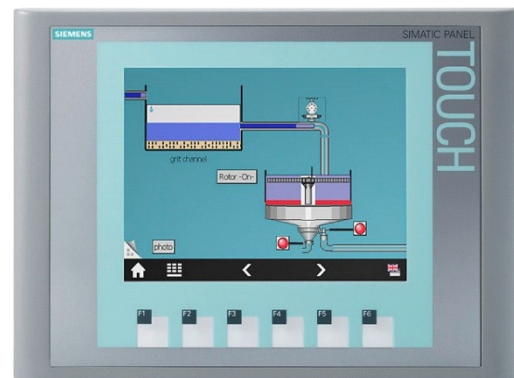 SIEMENS
SIMATIC PANEL
TOUCH
grit channel
Rotor -On-
photo
F1
F2
F3
F4
F5
F6